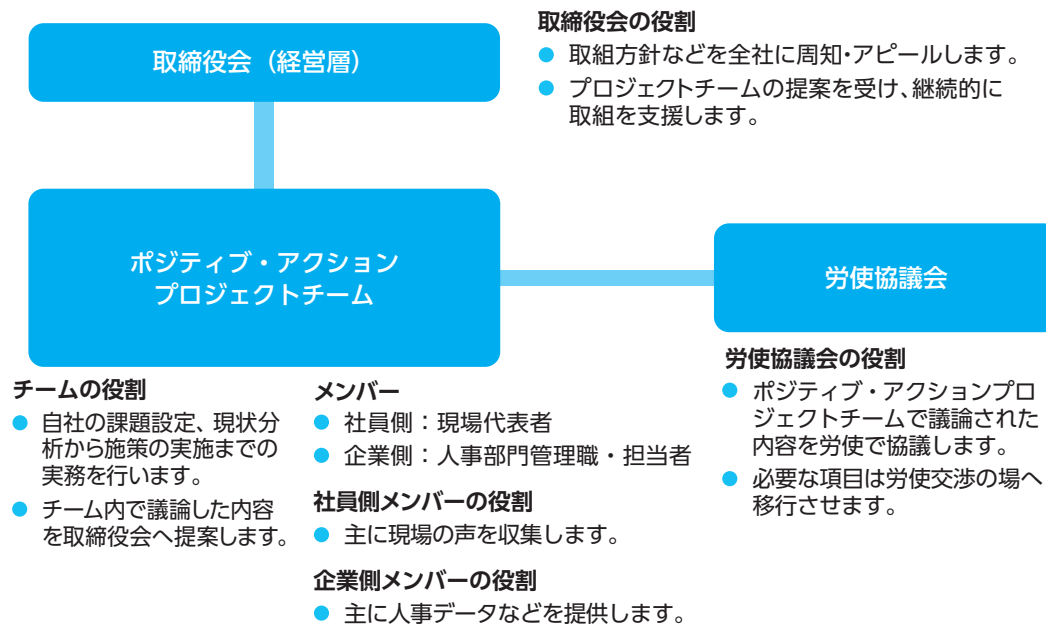 取締役会（経営層）
取締役会の役割
● 取組方針などを全社に周知・アピールします。
● プロジェクトチームの提案を受け、継続的に
取組を支援します。
ポジティブ・アクション
プロジェクトチーム
労使協議会
チームの役割
● 自社の課題設定、現状分
析から施策の実施までの
実務を行います。
● チーム内で議論した内容
を取締役会へ提案します。
メンバー
● 社員側：現場代表者
● 企業側：人事部門管理職・担当者
社員側メンバーの役割
● 主に現場の声を収集します。
企業側メンバーの役割
● 主に人事データなどを提供します。
労使協議会の役割
● ポジティブ・アクションプロ
ジェクトチームで議論された
内容を労使で協議します。
● 必要な項目は労使交渉の場へ
移行させます。